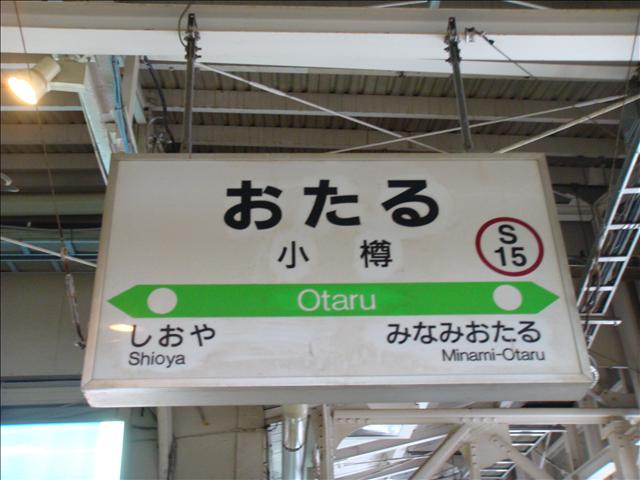 おたる
小樽
S
15
Otaru
しおや
Shioya
みなみおたる
Minami-Otaru